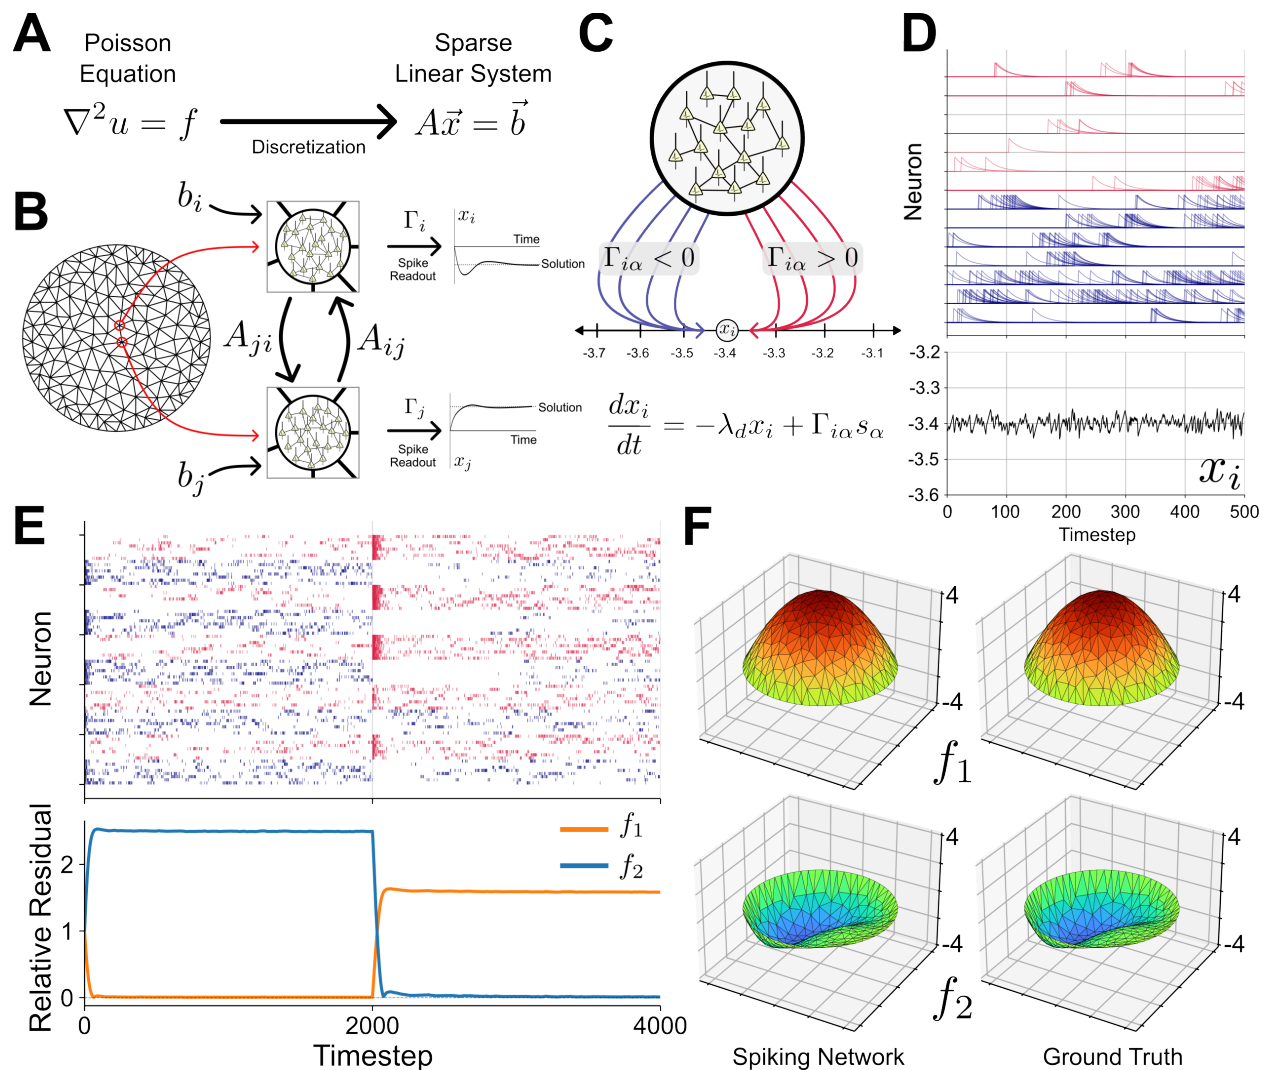 A
Poisson
Equation
∇²u = f
Discretization
Sparse
Linear System
Ax⃗ = b⃗
B
b_i
Γ_i
Spike
Readout
x_i
Time
Solution
A_ji
A_ij
b_j
Γ_j
Spike
Readout
Solution
Time
x_j
C
Γ_iα < 0
Γ_iα > 0
x_i
-3.7 -3.6 -3.5 -3.4 -3.3 -3.2 -3.1
dx_i/dt = −λ_d x_i + Γ_iα s_α
D
Neuron
-3.2
-3.3
-3.4
-3.5
-3.6
x_i
0 100 200 300 400 500
Timestep
E
Neuron
Relative Residual
2
1
0
f_1
f_2
0 2000 4000
Timestep
F
4
-4
4
-4
f_1
4
-4
4
-4
f_2
Spiking Network
Ground Truth